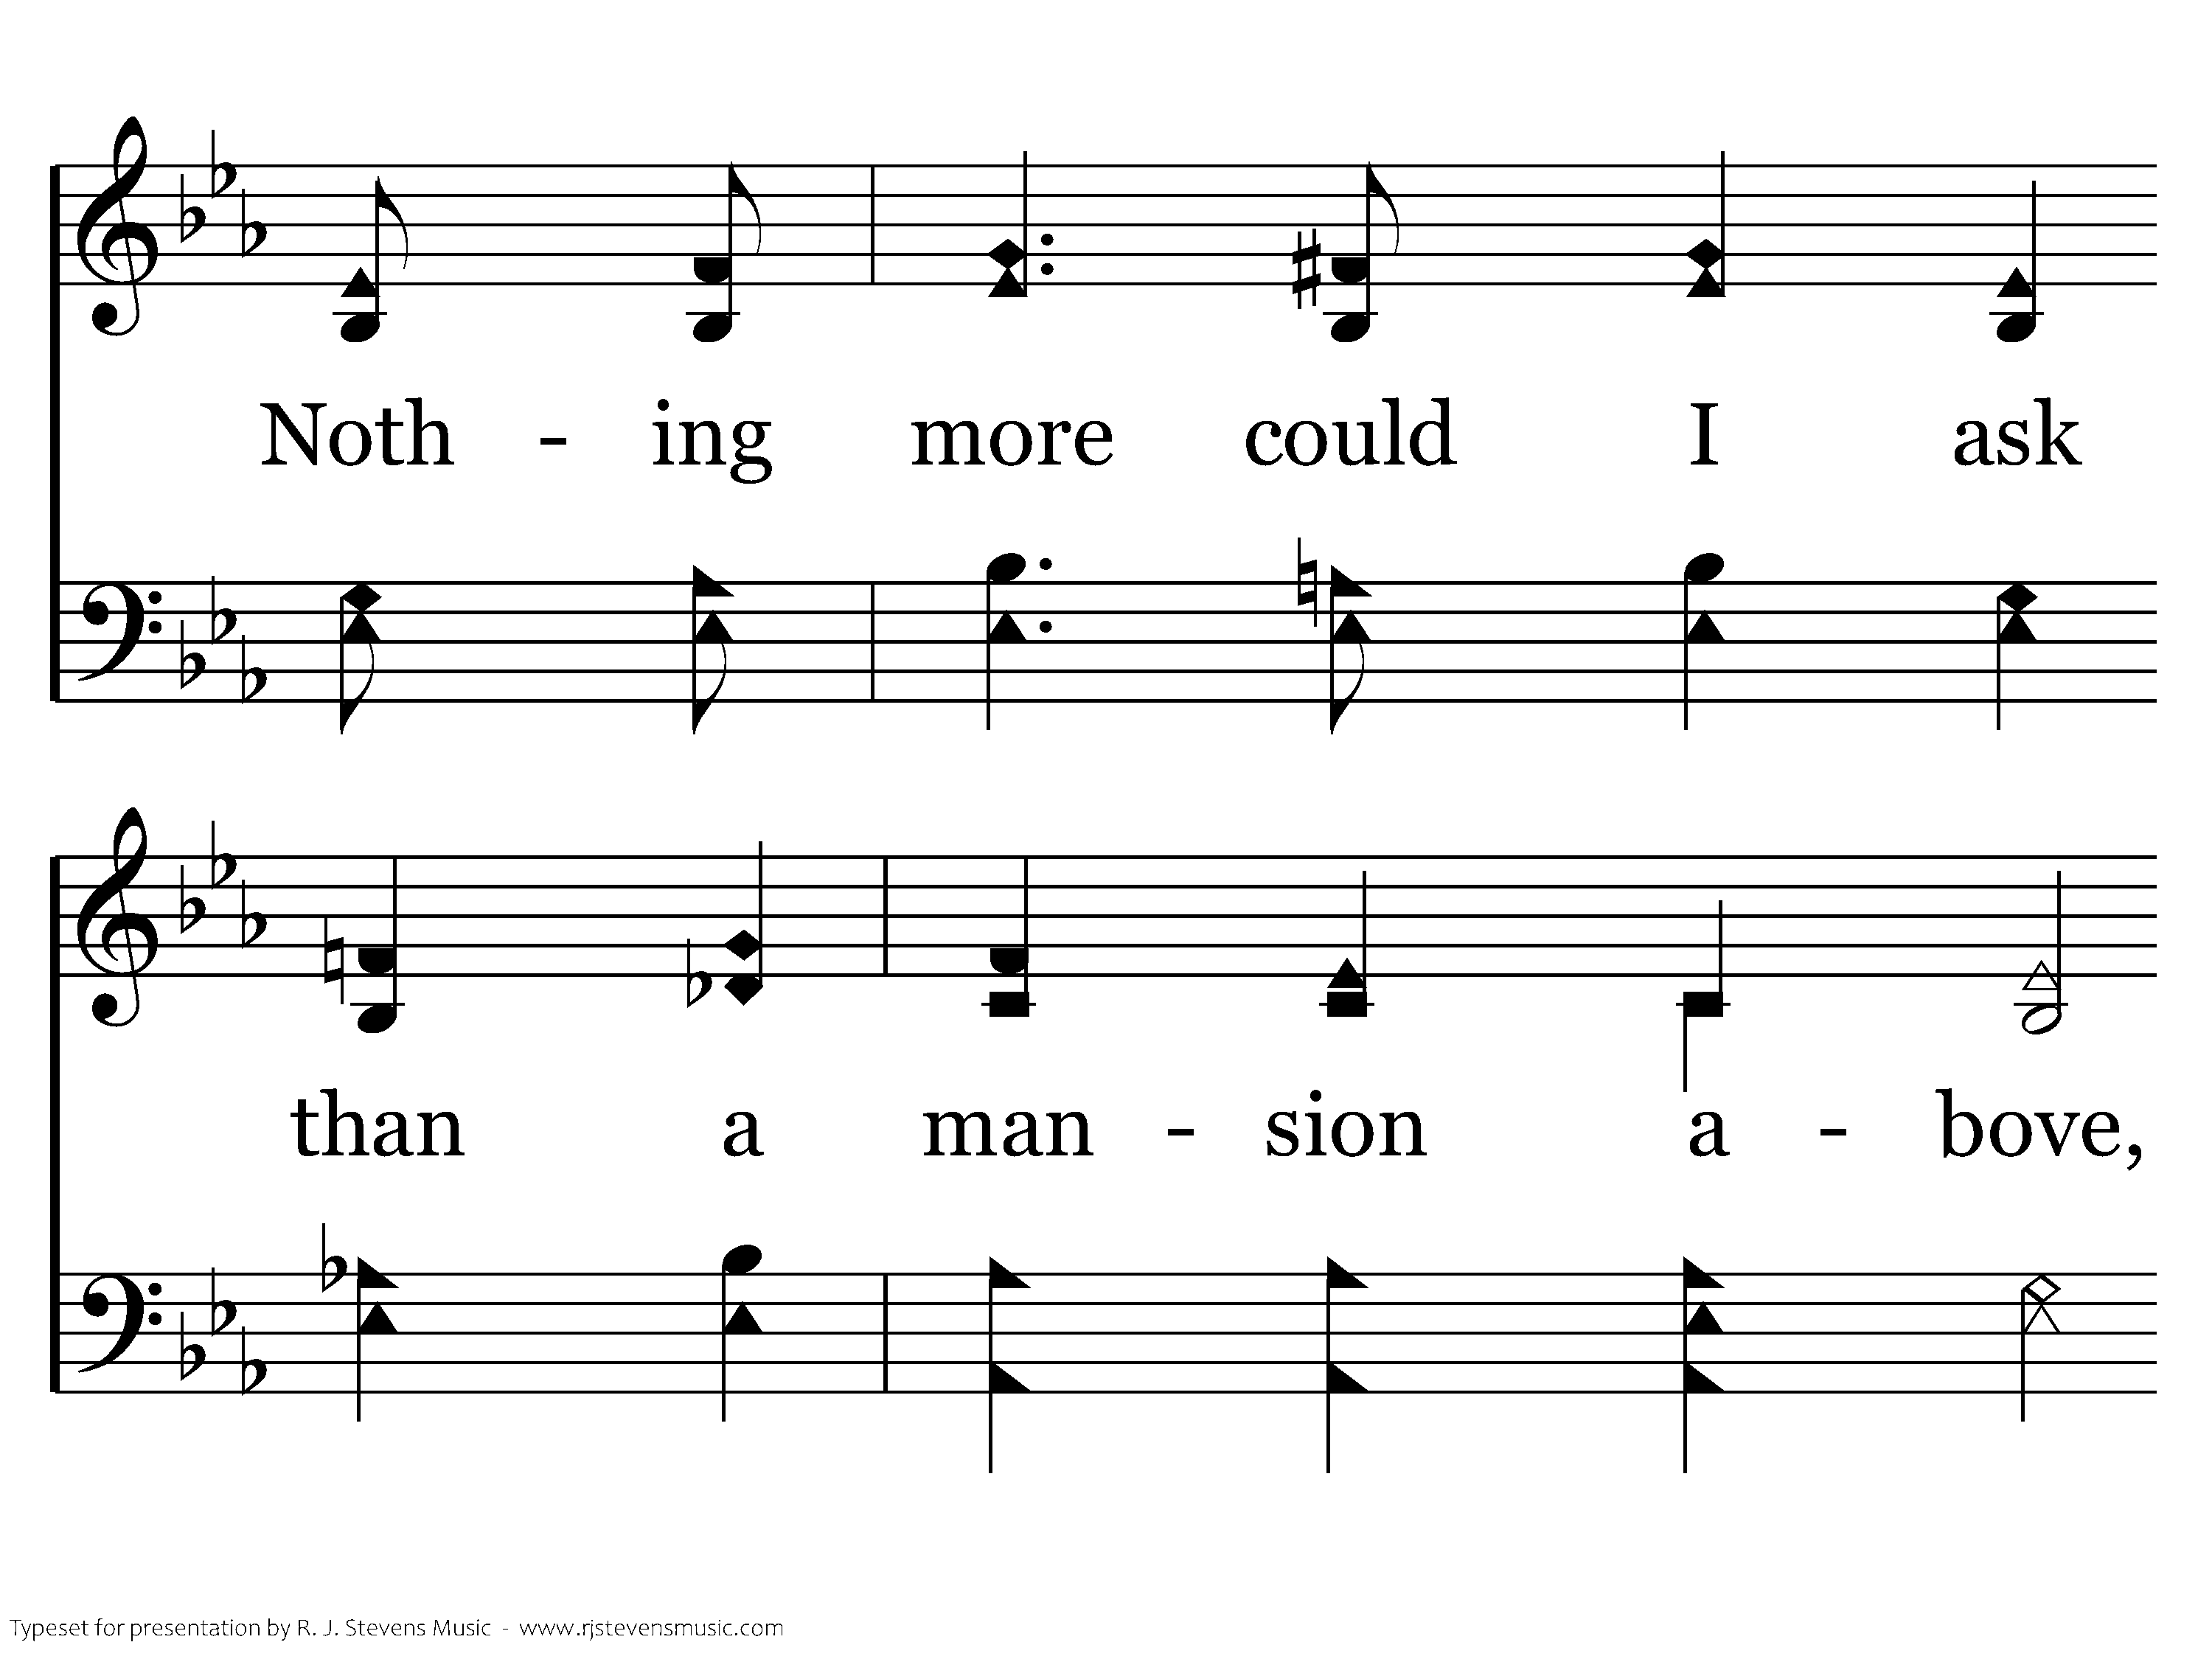 Noth - ing more could I ask
than a man - sion a - bove,
Typeset for presentation by R. J. Stevens Music - www.rjstevensmusic.com